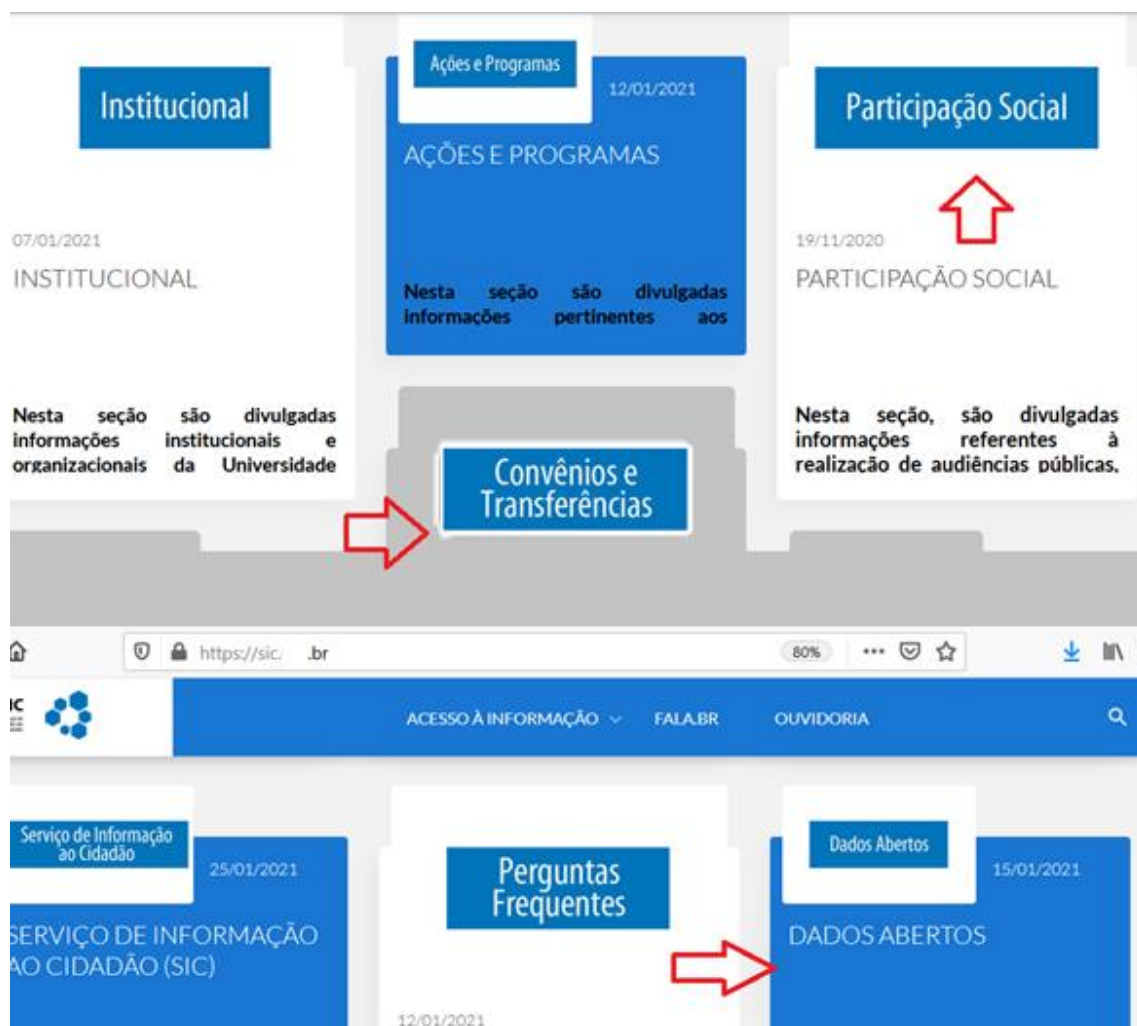 Institucional
07/01/2021
INSTITUCIONAL
Nesta seção são divulgadas
informações institucionais e
organizacionais da Universidade
Ações e Programas
12/01/2021
AÇÕES E PROGRAMAS
Nesta seção são divulgadas
informações pertinentes aos
Participação Social
19/11/2020
PARTICIPAÇÃO SOCIAL
Nesta seção, são divulgadas
informações referentes à
realização de audiências públicas,
Convênios e
Transferências
https://sic. .br
80%
ACESSO À INFORMAÇÃO FALA.BR OUVIDORIA
Serviço de Informação
ao Cidadão
25/01/2021
SERVIÇO DE INFORMAÇÃO
AO CIDADÃO (SIC)
Perguntas
Frequentes
12/01/2021
Dados Abertos
15/01/2021
DADOS ABERTOS